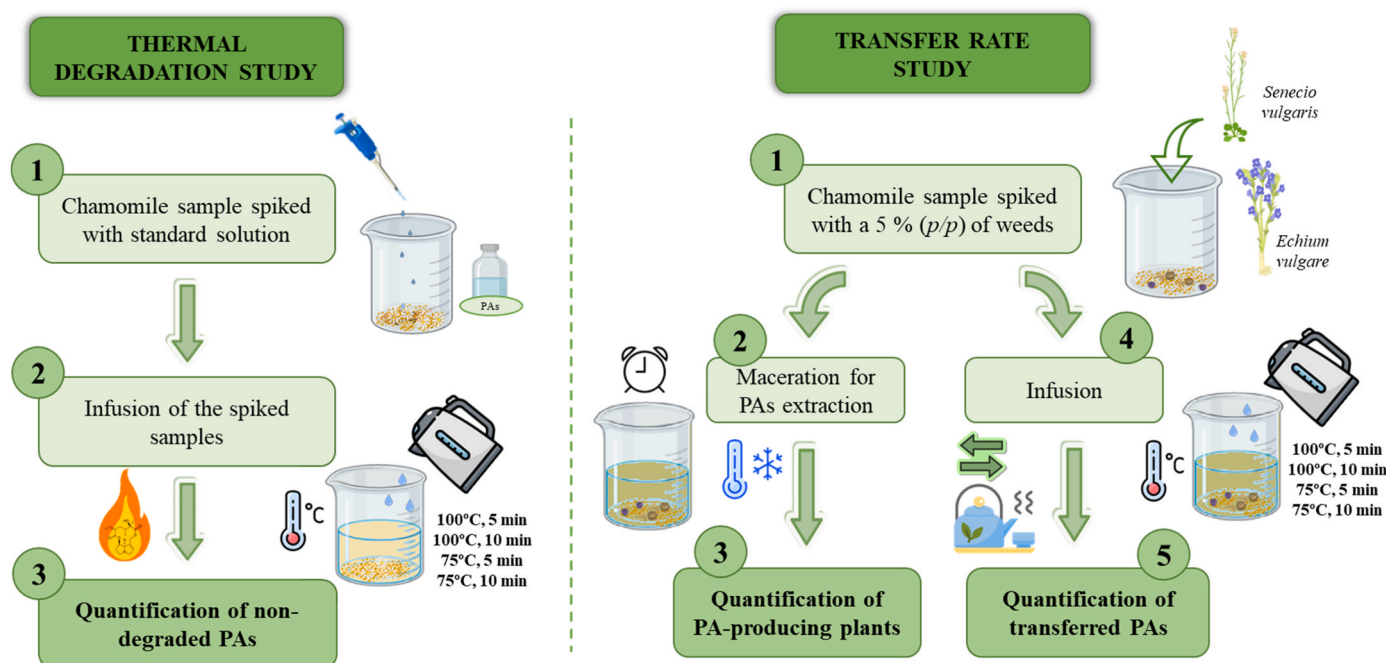 THERMAL
DEGRADATION STUDY
1
Chamomile sample spiked
with standard solution
PAs
2
Infusion of the spiked
samples
°C
100ºC, 5 min
100ºC, 10 min
75ºC, 5 min
75ºC, 10 min
3
Quantification of non-
degraded PAs
TRANSFER RATE
STUDY
Senecio
vulgaris
1
Chamomile sample spiked
with a 5 % (p/p) of weeds
Echium
vulgare
2
Maceration for
PAs extraction
3
Quantification of
PA-producing plants
4
Infusion
°C
100ºC, 5 min
100ºC, 10 min
75ºC, 5 min
75ºC, 10 min
5
Quantification of
transferred PAs